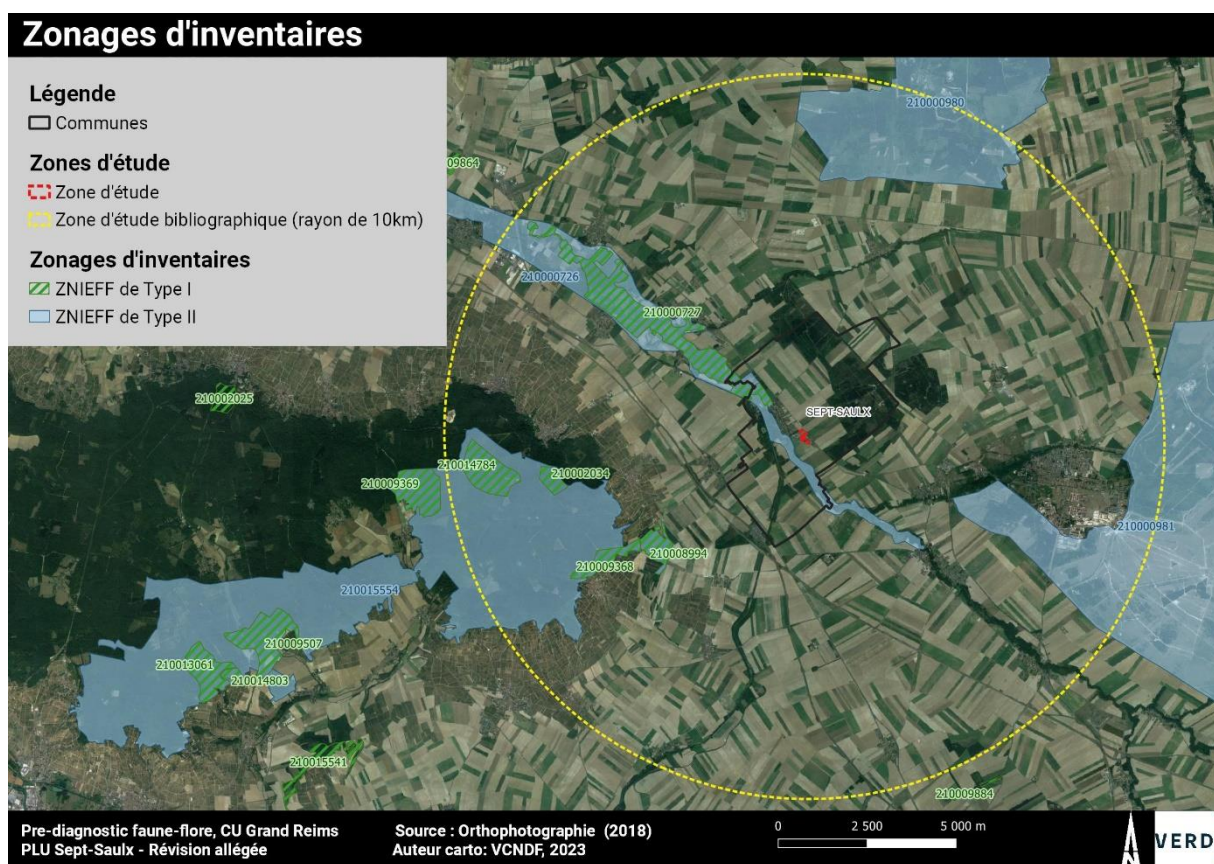 Zonages d'inventaires
Légende
Communes
Zones d'étude
Zone d'étude
Zone d'étude bibliographique (rayon de 10km)
Zonages d'inventaires
ZNIEFF de Type I
ZNIEFF de Type II
210000980
09864
210000726
210000727
210002025
SEPT-SAULX
210014784
210002034
210009369
210000981
210008994
210009368
210015554
210009507
210013061
210014803
210015541
210009884
Pre-diagnostic faune-flore, CU Grand Reims
PLU Sept-Saulx - Révision allégée
Source : Orthophotographie (2018)
Auteur carto: VCNDF, 2023
0 2 500 5 000 m
VERD